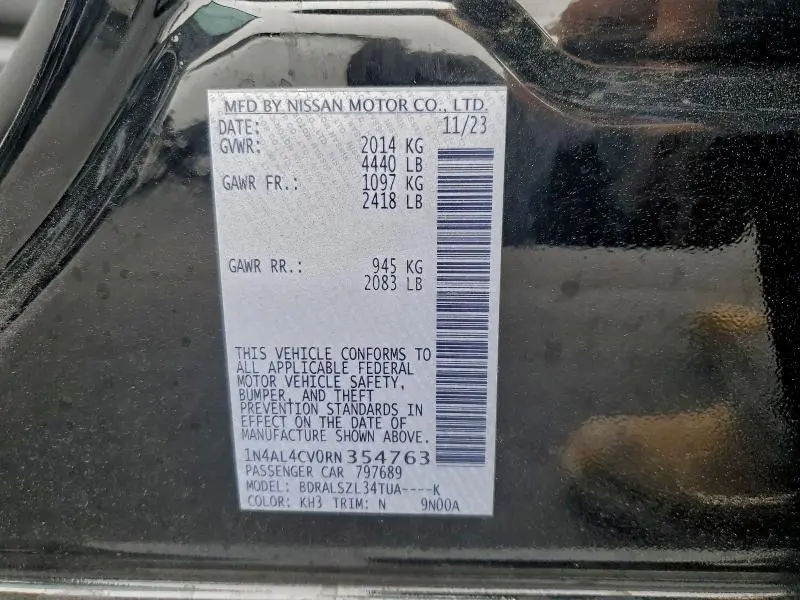 MFD BY NISSAN MOTOR CO., LTD.
DATE: 11/23
GVWR: 2014 KG
4440 LB
GAWR FR.: 1097 KG
2418 LB
GAWR RR.: 945 KG
2083 LB
THIS VEHICLE CONFORMS TO
ALL APPLICABLE FEDERAL
MOTOR VEHICLE SAFETY,
BUMPER, AND THEFT
PREVENTION STANDARDS IN
EFFECT ON THE DATE OF
MANUFACTURE SHOWN ABOVE.
1N4AL4CV0RN354763
PASSENGER CAR 797689
MODEL: BDRALSZL34TUA----K
COLOR: KH3 TRIM: N 9N00A